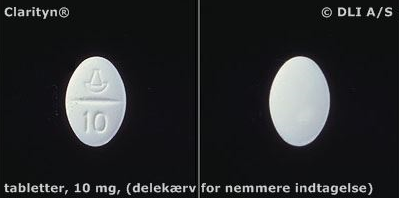 Clarityn®
© DLI A/S
10
tabletter, 10 mg, (delekærv for nemmere indtagelse)